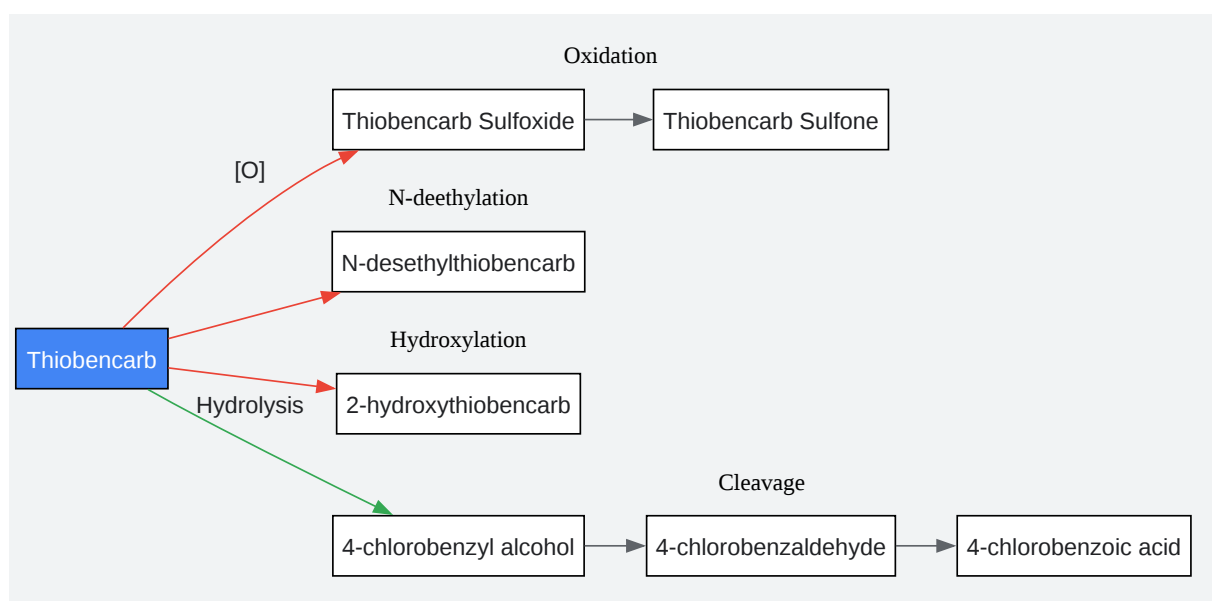 Oxidation
Thiobencarb Sulfoxide
Thiobencarb Sulfone
[O]
N-deethylation
N-desethylthiobencarb
Hydroxylation
Thiobencarb
2-hydroxythiobencarb
Hydrolysis
Cleavage
4-chlorobenzyl alcohol
4-chlorobenzaldehyde
4-chlorobenzoic acid